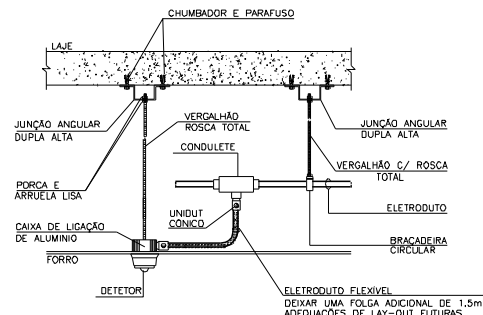 CHUMBADOR E PARAFUSO
LAJE
JUNÇÃO ANGULAR
DUPLA ALTA
VERGALHÃO
ROSCA TOTAL
CONDULETE
JUNÇÃO ANGULAR
DUPLA ALTA
VERGALHÃO C/ ROSCA
TOTAL
PORCA E
ARRUELA LISA
ELETRODUTO
UNIDUT
CÔNICO
CAIXA DE LIGAÇÃO
DE ALUMINIO
BRAÇADEIRA
CIRCULAR
FORRO
DETETOR
ELETRODUTO FLEXÍVEL
DEIXAR UMA FOLGA ADICIONAL DE 1.5m
ADEQUAÇÕES DE LAY-OUT FUTURAS